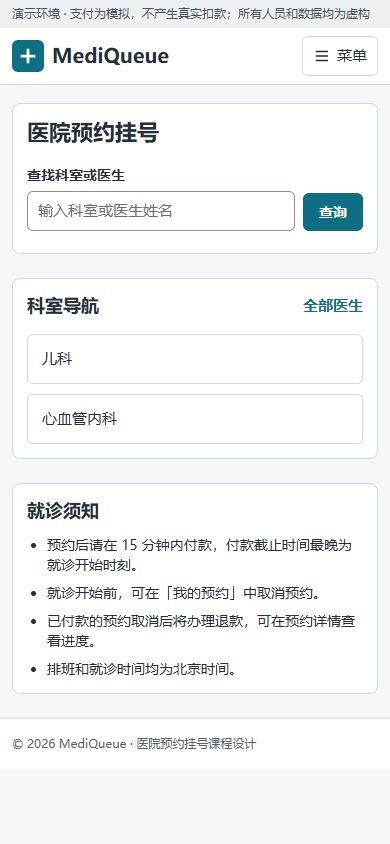 演示环境 · 支付为模拟，不产生真实扣款；所有人员和数据均为虚构
MediQueue
菜单
医院预约挂号
查找科室或医生
输入科室或医生姓名
查询
科室导航
全部医生
儿科
心血管内科
就诊须知
• 预约后请在 15 分钟内付款，付款截止时间最晚为
就诊开始时刻。
• 就诊开始前，可在「我的预约」中取消预约。
• 已付款的预约取消后将办理退款，可在预约详情查
看进度。
• 排班和就诊时间均为北京时间。
© 2026 MediQueue · 医院预约挂号课程设计